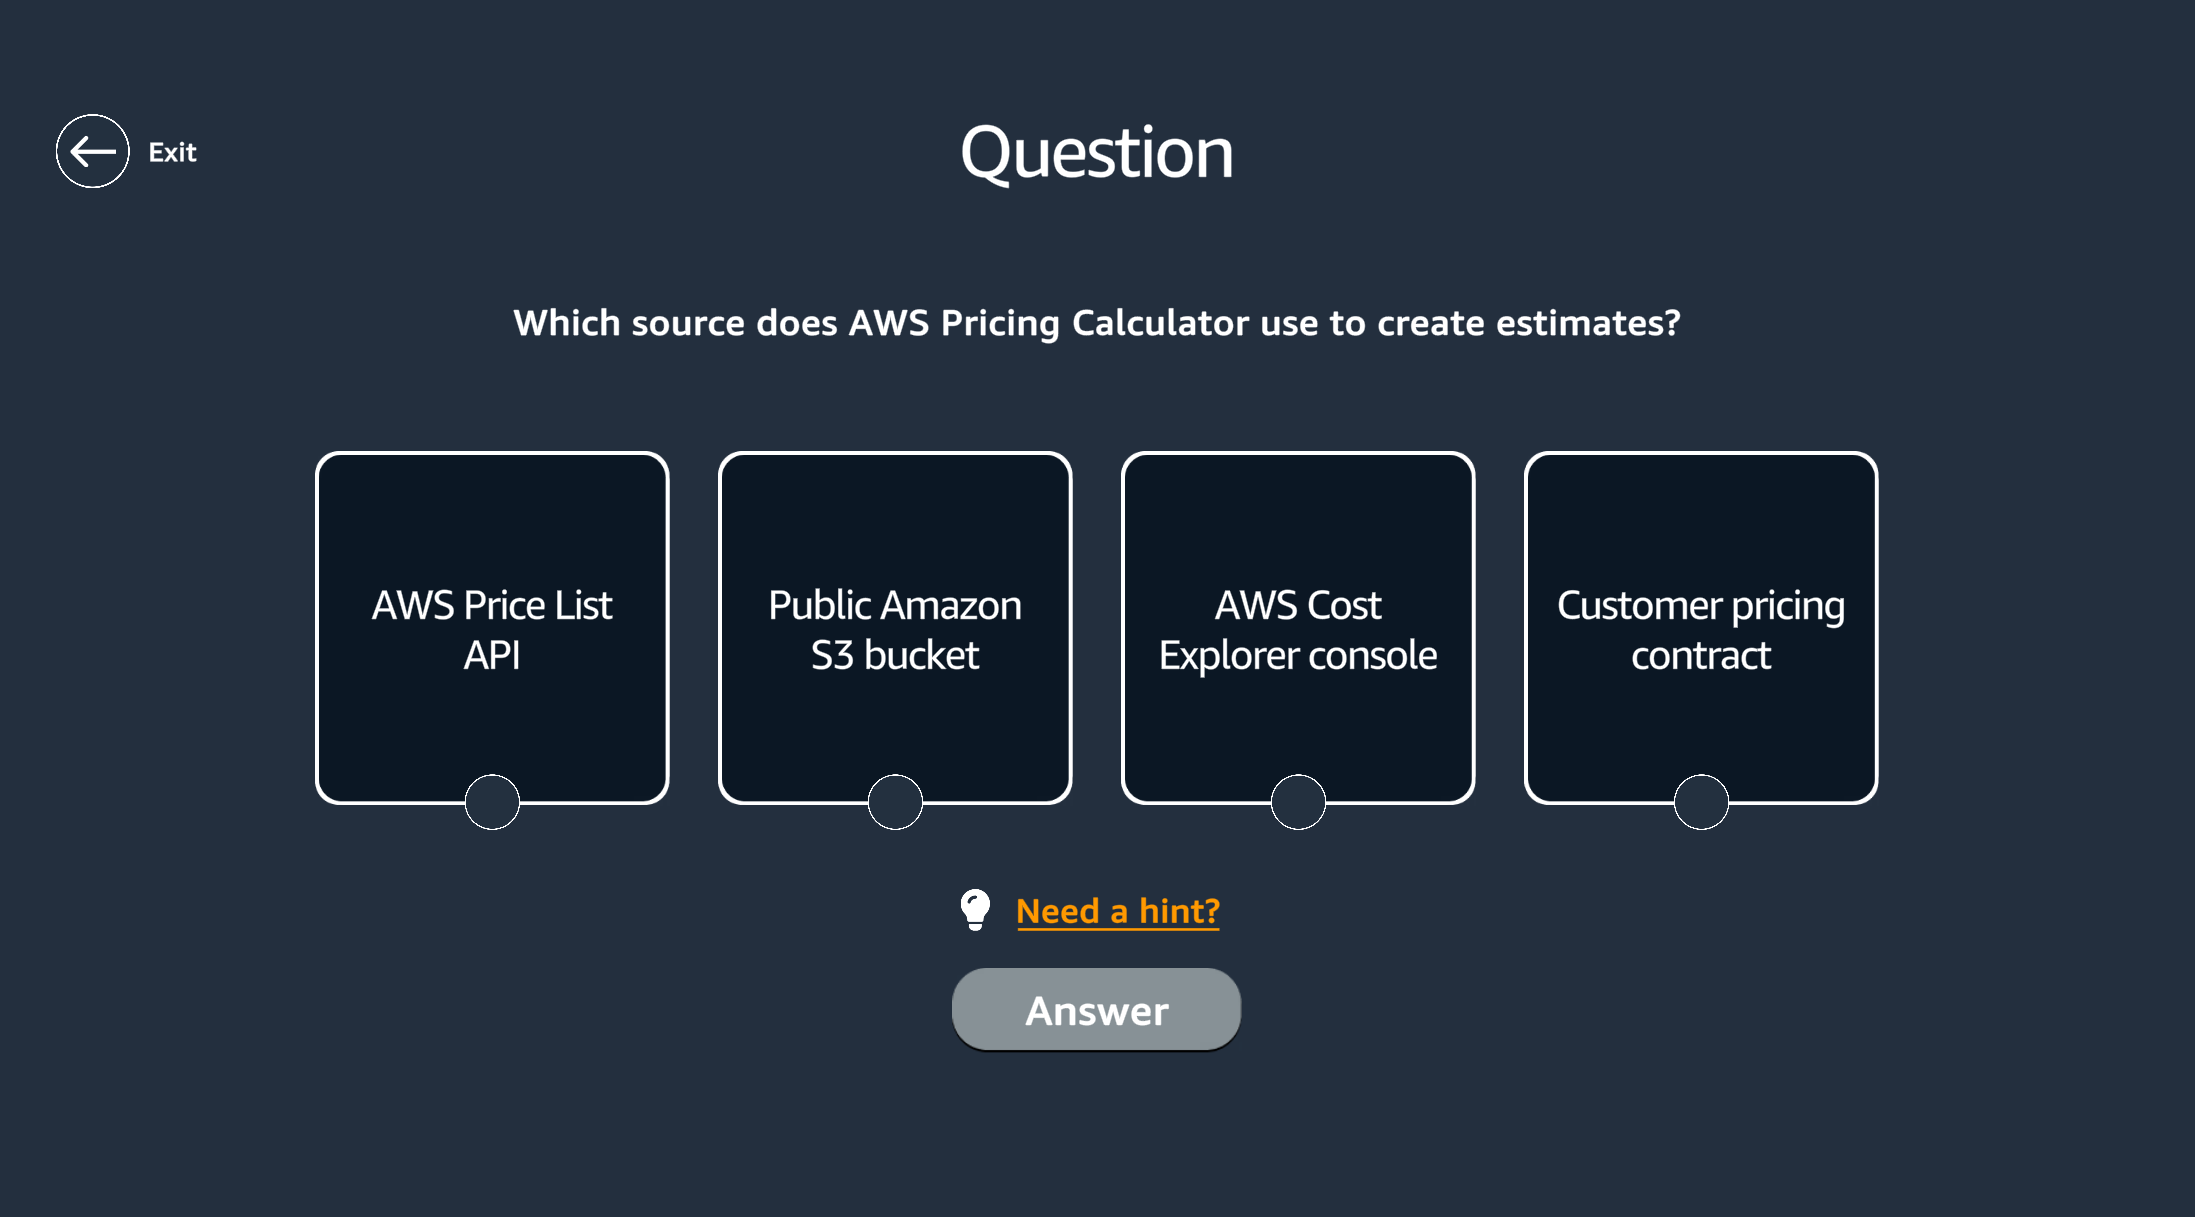 Exit
Question
Which source does AWS Pricing Calculator use to create estimates?
AWS Price List
API
Public Amazon
S3 bucket
AWS Cost
Explorer console
Customer pricing
contract
Need a hint?
Answer